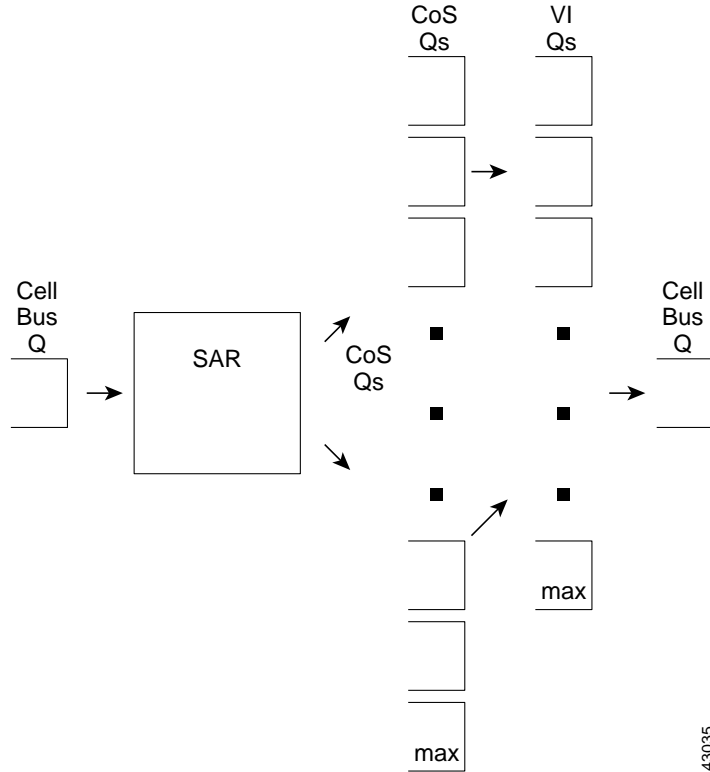 CoS
Qs
VI
Qs
Cell
Bus
Q
SAR
CoS
Qs
Cell
Bus
Q
max
max
43035